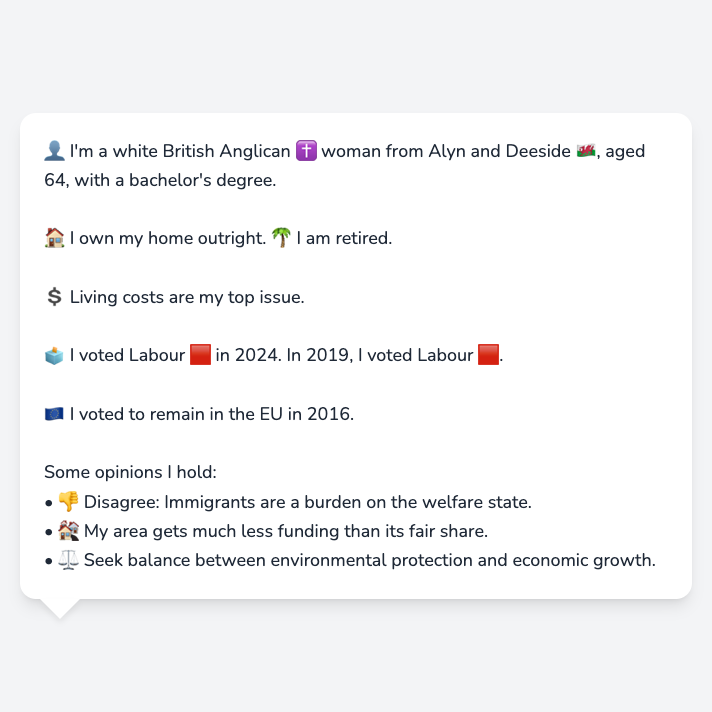 👤 I'm a white British Anglican ✝️ woman from Alyn and Deeside 🏴󠁧󠁢󠁷󠁬󠁳󠁿, aged
64, with a bachelor's degree.
🏠 I own my home outright. 🌴 I am retired.
💲 Living costs are my top issue.
🗳️ I voted Labour 🟥 in 2024. In 2019, I voted Labour 🟥.
🇪🇺 I voted to remain in the EU in 2016.
Some opinions I hold:
• 👎 Disagree: Immigrants are a burden on the welfare state.
• 🏘️ My area gets much less funding than its fair share.
• ⚖️ Seek balance between environmental protection and economic growth.